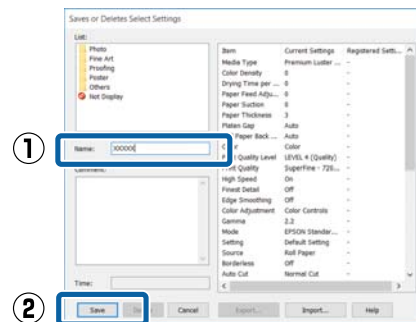 Saves or Deletes Select Settings
List:
Photo
Fine Art
Proofing
Poster
Others
Not Display
① Name: XXXXX
Comment:
Time:
② Save Cancel
Item Current Settings Registered Setti...
Media Type Premium Luster ... -
Color Density 0 -
Drying Time per ... 0 -
Paper Feed Adju... 0 -
Paper Suction 0 -
Paper Thickness 3 -
Platen Gap Auto -
Paper Back ... Auto -
Color -
Quality Level LEVEL 4 (Quality) -
Quality SuperFine - 720... -
High Speed On -
Finest Detail Off -
Edge Smoothing Off -
Color Adjustment Color Controls -
Gamma 2.2 -
Mode EPSON Standar... -
Setting Default Setting -
Source Roll Paper -
Borderless Off -
Auto Cut Normal Cut -
Export... Import... Help